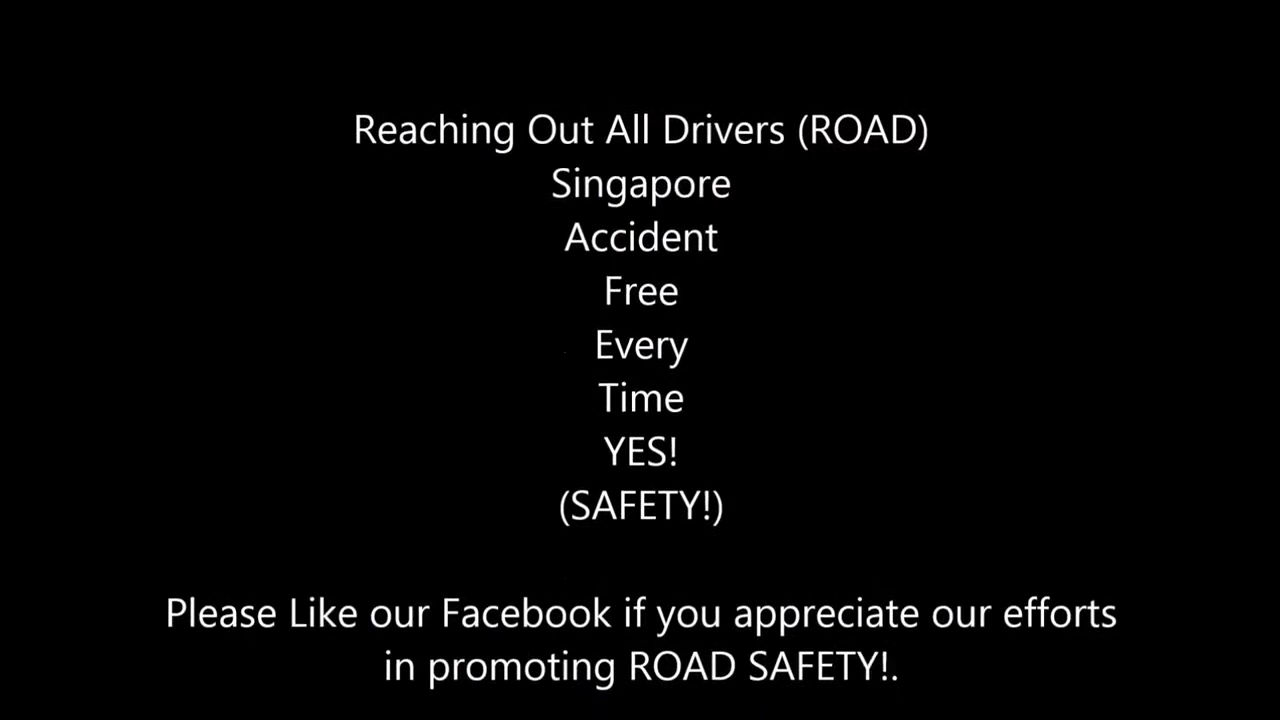 Reaching Out All Drivers (ROAD)
Singapore
Accident
Free
Every
Time
YES!
(SAFETY!)
Please Like our Facebook if you appreciate our efforts
in promoting ROAD SAFETY!.